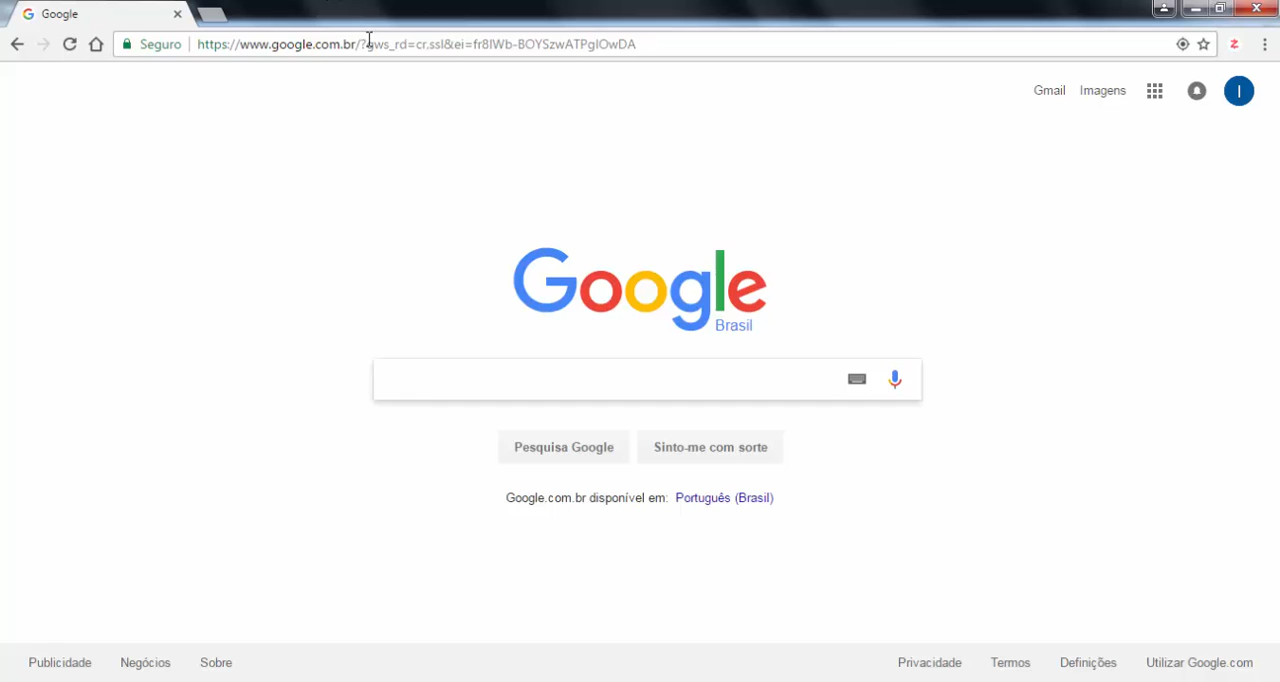 Google
Seguro https://www.google.com.br/?gws_rd=cr,ssl&ei=fr8IWb-BOYSzwATPgIOwDA
Gmail Imagens I
Google
Brasil
Pesquisa Google Sinto-me com sorte
Google.com.br disponível em: Português (Brasil)
Publicidade Negócios Sobre Privacidade Termos Definições Utilizar Google.com